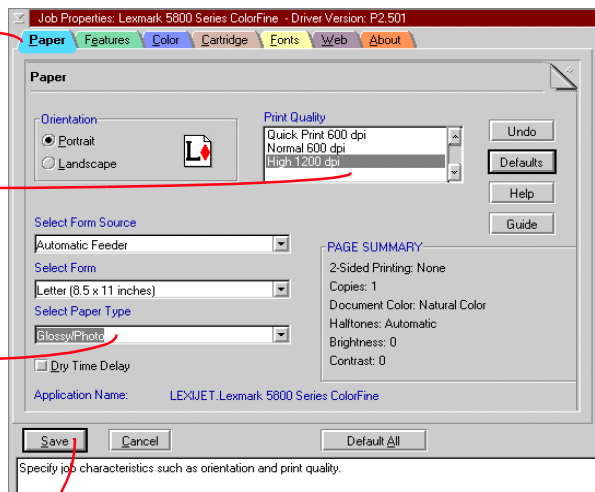 Job Properties: Lexmark 5800 Series ColorFine - Driver Version: P2.501
Paper Features Color Cartridge Fonts Web About
Paper
Orientation
Portrait
Landscape
L
Print Quality
Quick Print 600 dpi
Normal 600 dpi
High 1200 dpi
Undo
Defaults
Help
Guide
Select Form Source
Automatic Feeder
Select Form
Letter (8.5 x 11 inches)
Select Paper Type
Glossy/Photo
Dry Time Delay
PAGE SUMMARY
2-Sided Printing: None
Copies: 1
Document Color: Natural Color
Halftones: Automatic
Brightness: 0
Contrast: 0
Application Name: LEXIJET.Lexmark 5800 Series ColorFine
Save Cancel Default All
Specify job characteristics such as orientation and print quality.